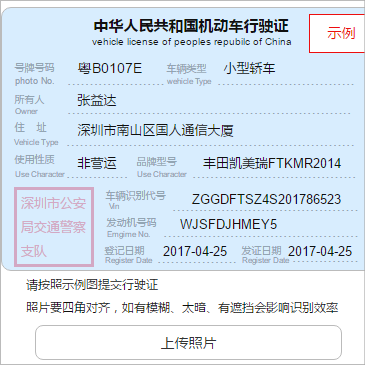 中华人民共和国机动车行驶证
示例
vehicle license of peoples repubilc of China
号牌号码 粤B0107E 车辆类型 小型轿车
photo No. wehicle Type
所有人 张益达
Owner
住 址 深圳市南山区国人通信大厦
Vehicle Type
使用性质 非营运 品牌型号 丰田凯美瑞FTKMR2014
Use Character Use Character
深圳市公安
局交通警察
支队
车辆识别代号 ZGGDFTSZ4S201786523
Vin
发动机号码 WJSFDJHMEY5
Emgime No.
登记日期 2017-04-25 发证日期 2017-04-25
Register Date Register Date
请按照示例图提交行驶证
照片要四角对齐，如有模糊、太暗、有遮挡会影响识别效率
上传照片